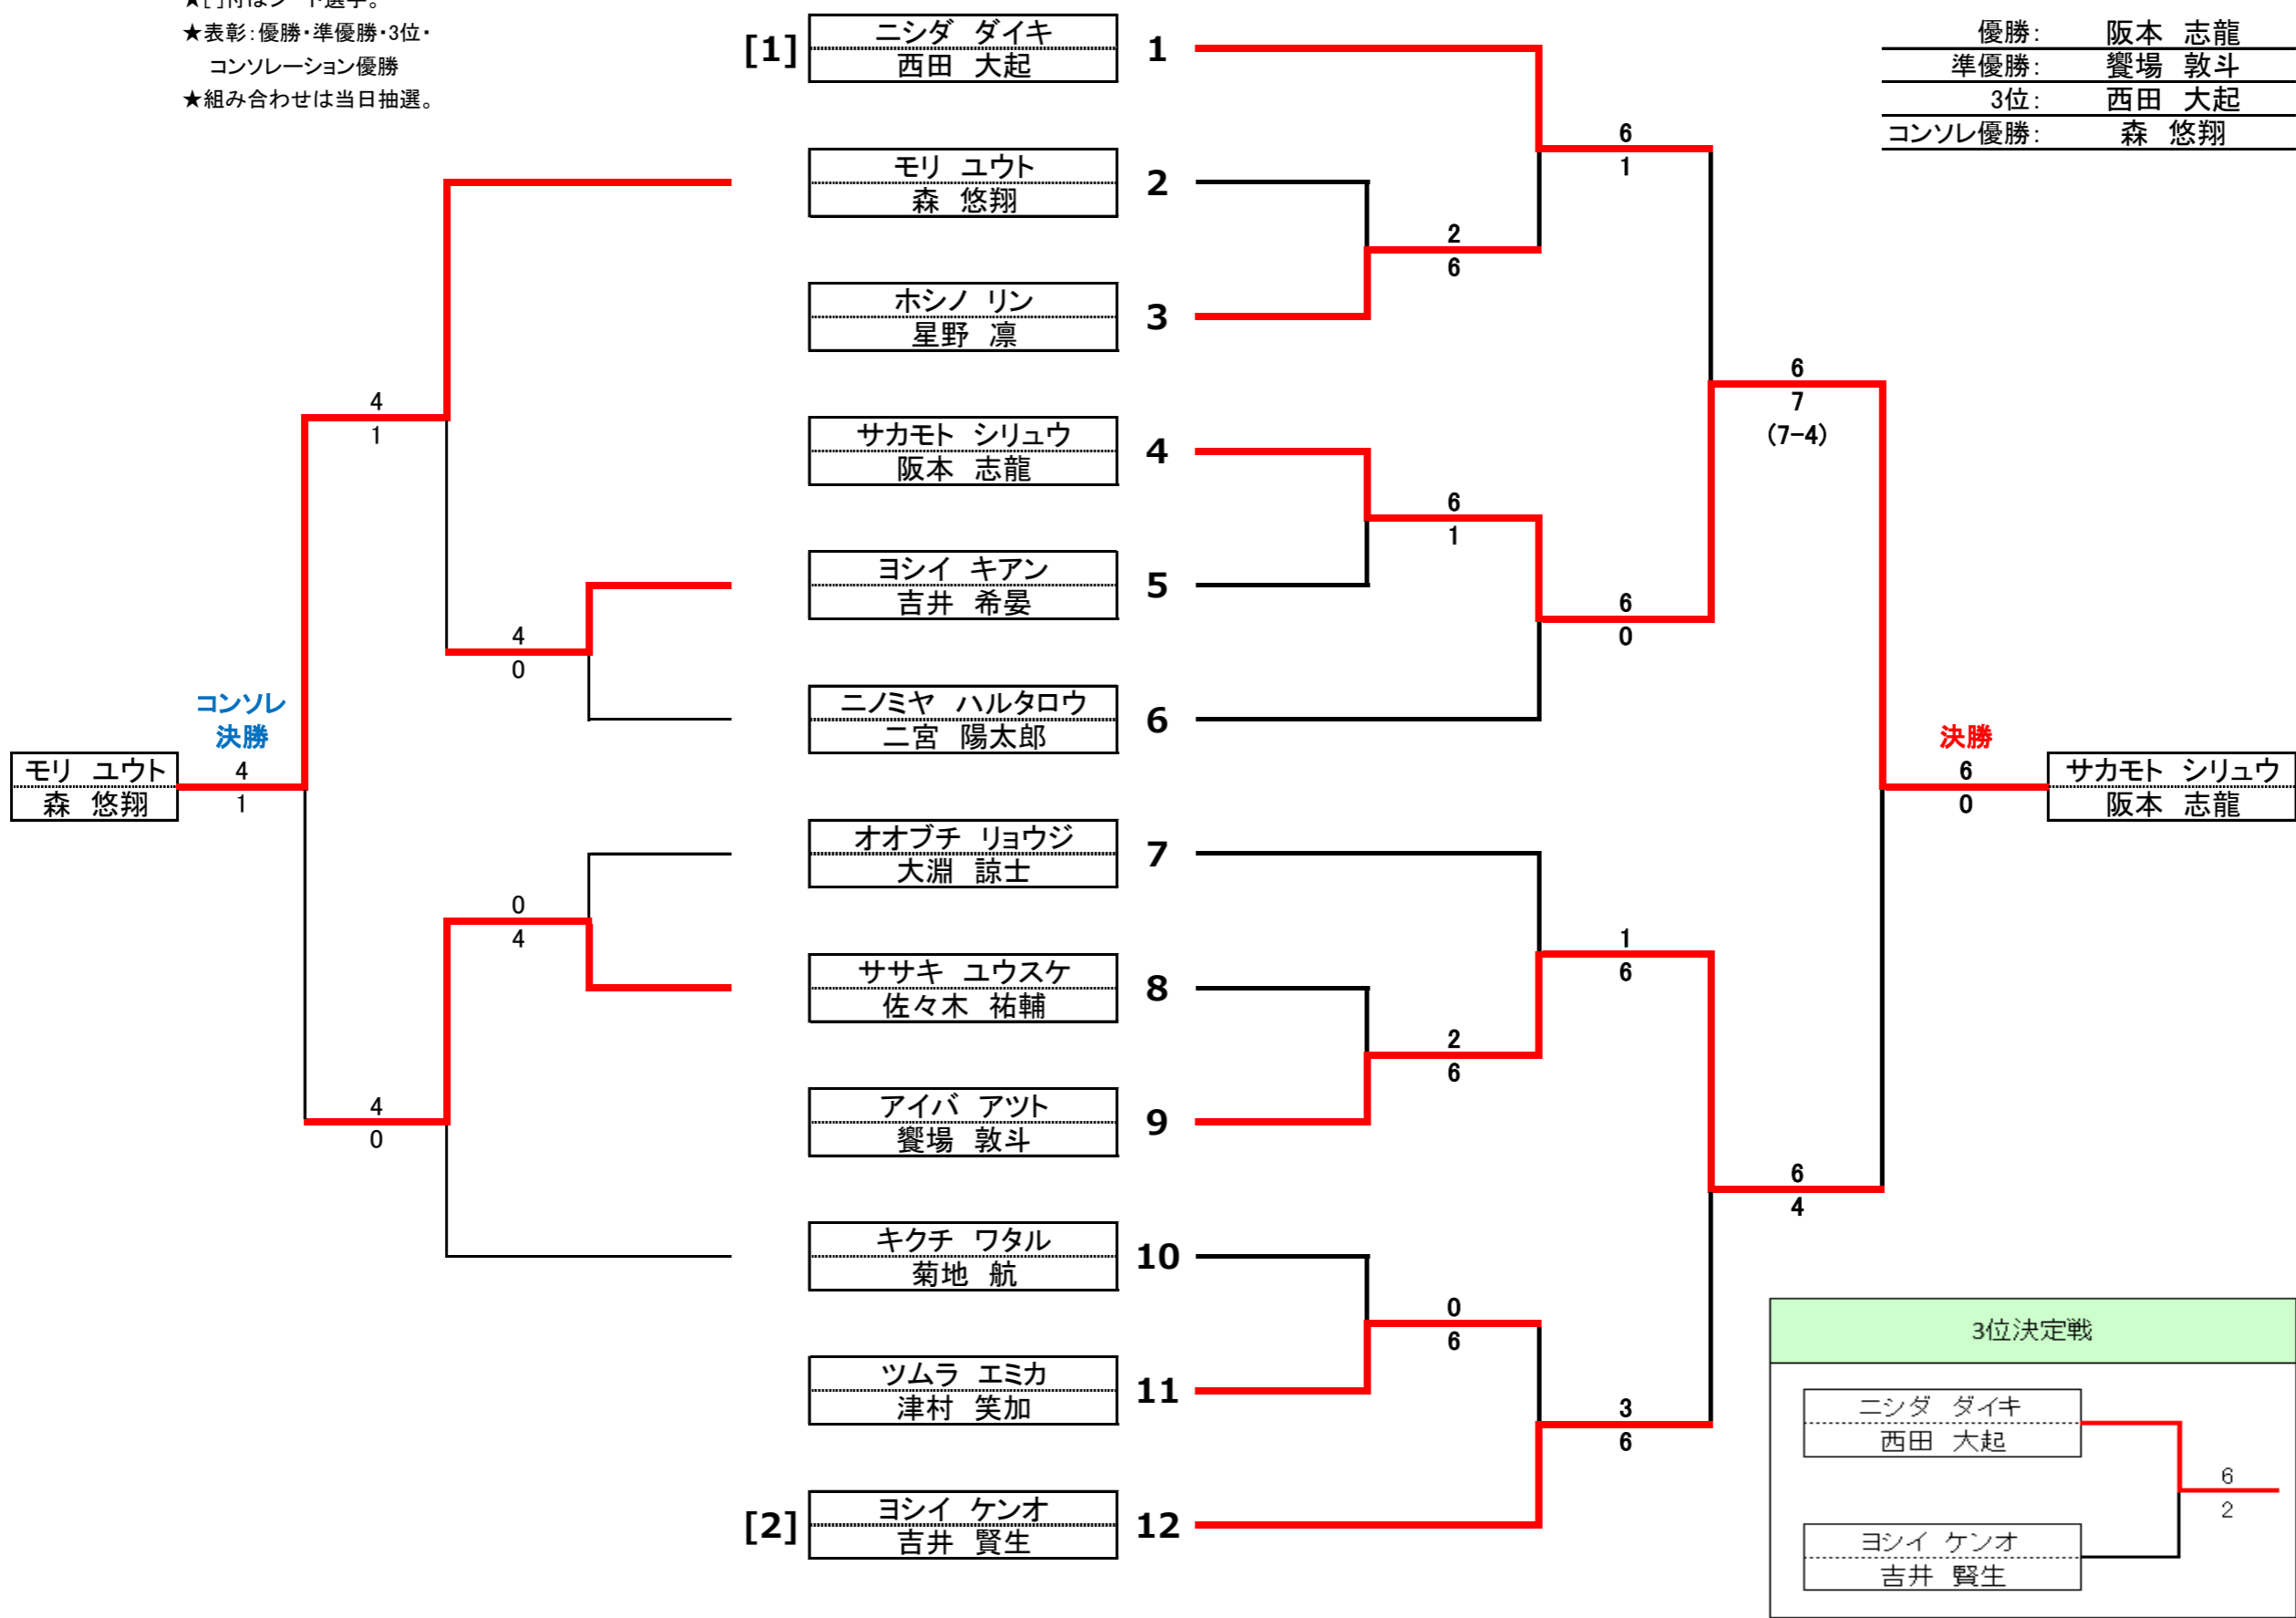 ★表彰：優勝・準優勝・3位・
コンソレーション優勝
★組み合わせは当日抽選。
優勝： 阪本 志龍
準優勝： 饗場 敦斗
3位： 西田 大起
コンソレ優勝： 森 悠翔
[1] ニシダ ダイキ 1
西田 大起
6
1
モリ ユウト 2
森 悠翔
2
6
ホシノ リン 3
星野 凛
6
7
(7-4)
4
1
サカモト シリュウ 4
阪本 志龍
6
1
ヨシイ キアン 5
吉井 希晏
6
0
4
0
ニノミヤ ハルタロウ 6
二宮 陽太郎
コンソレ
決勝
4
1
モリ ユウト
森 悠翔
決勝
6
0
サカモト シリュウ
阪本 志龍
オオブチ リョウジ 7
大淵 諒士
0
4
1
6
ササキ ユウスケ 8
佐々木 祐輔
2
6
アイバ アツト 9
饗場 敦斗
4
0
6
4
キクチ ワタル 10
菊地 航
0
6
ツムラ エミカ 11
津村 笑加
3
6
[2] ヨシイ ケンオ 12
吉井 賢生
3位決定戦
ニシダ ダイキ
西田 大起
6
2
ヨシイ ケンオ
吉井 賢生